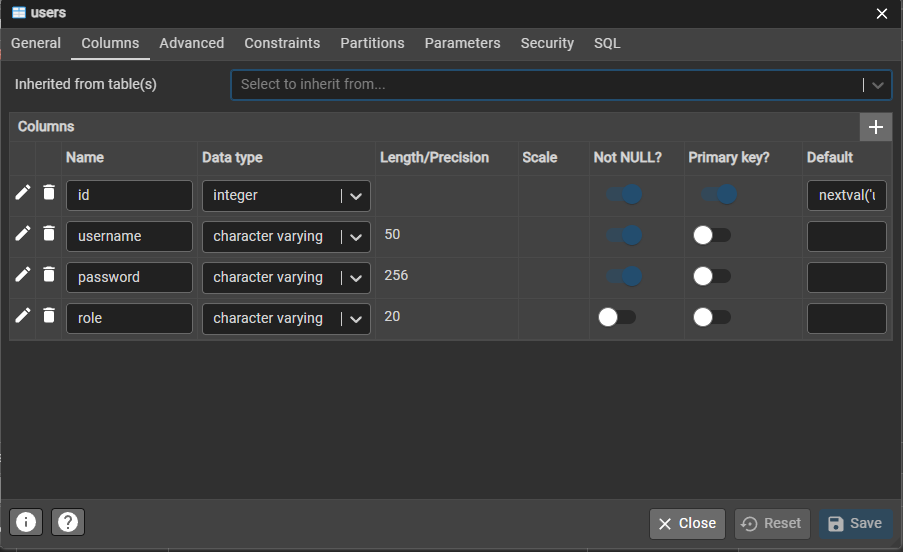 users
General Columns Advanced Constraints Partitions Parameters Security SQL
Inherited from table(s) Select to inherit from...
Columns
Name Data type Length/Precision Scale Not NULL? Primary key? Default
id integer nextval('u
username character varying 50
password character varying 256
role character varying 20
Close Reset Save